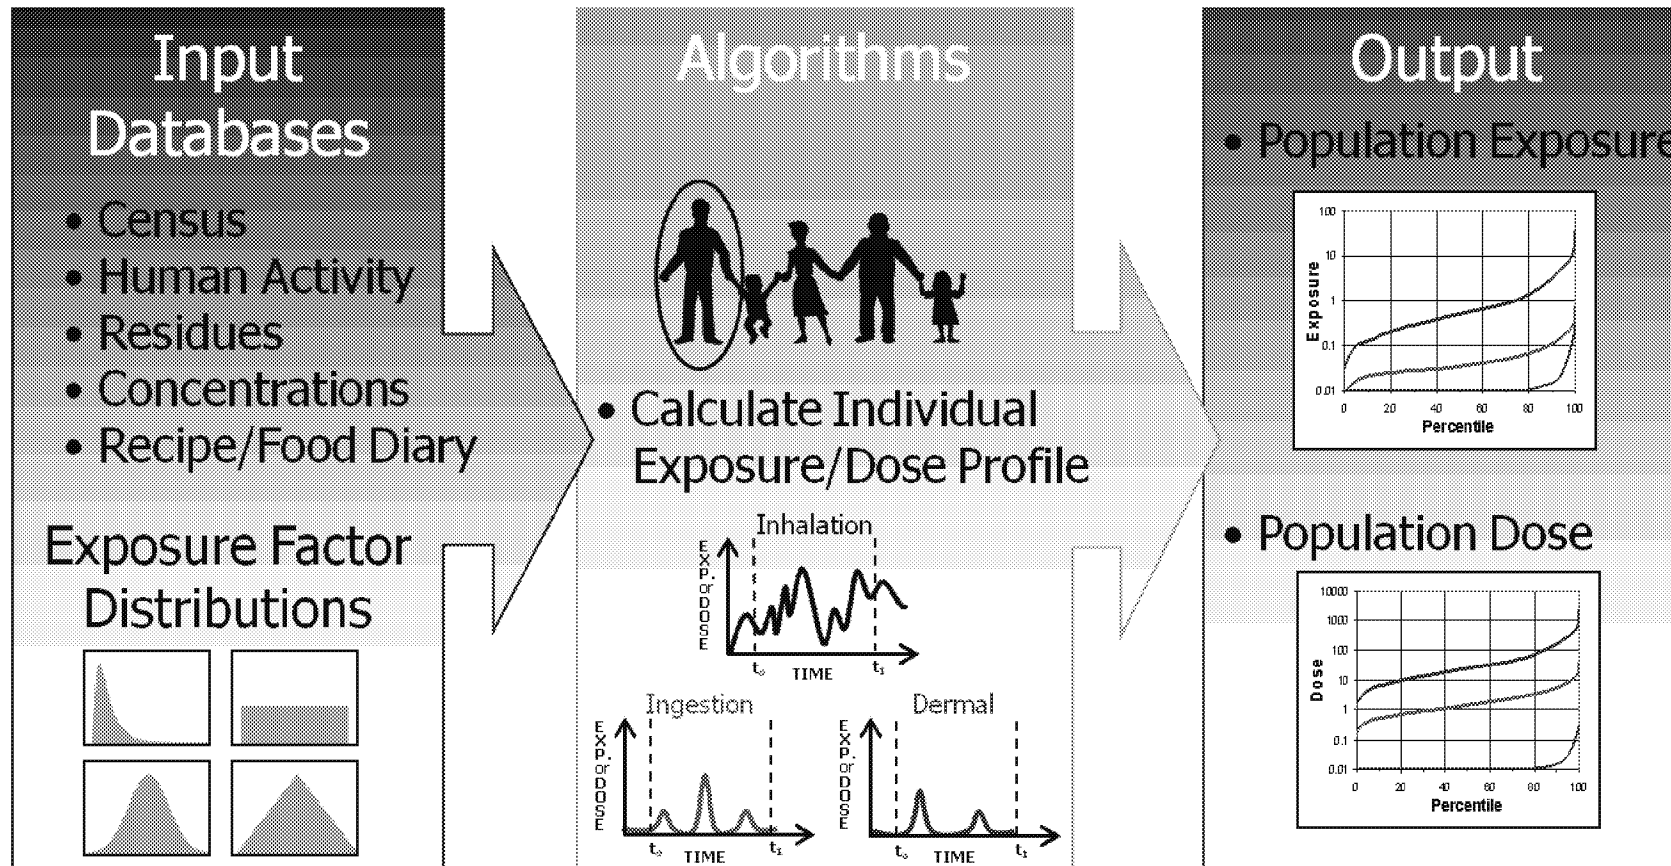 Input
Databases
• Census
• Human Activity
• Residues
• Concentrations
• Recipe/Food Diary
Exposure Factor
Distributions
Algorithms
• Calculate Individual
Exposure/Dose Profile
Inhalation
EXP. or DOSE
t₀
TIME
t₁
Ingestion
EXP. or DOSE
t₀
TIME
t₁
Dermal
EXP. or DOSE
t₀
TIME
t₁
Output
• Population Exposure
Exposure
100
10
1
0.1
0.01
0 20 40 60 80 100
Percentile
• Population Dose
Dose
10000
1000
100
10
1
0.1
0.01
0 20 40 60 80 100
Percentile